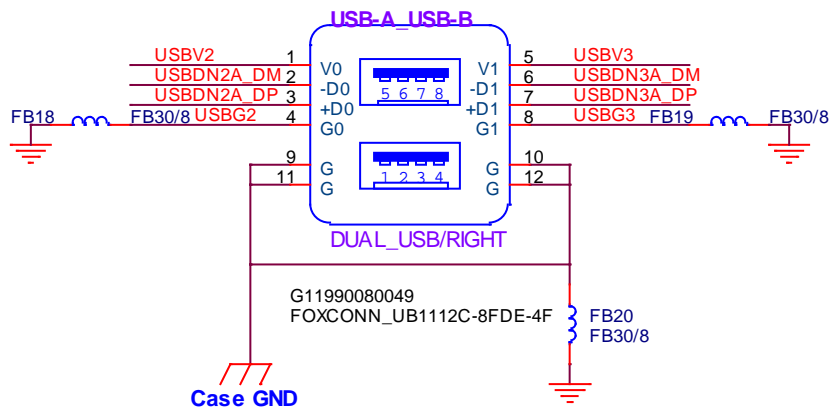 USB-A_USB-B
USBV2 1 V0 V1 5 USBV3
USBDN2A_DM 2 -D0 -D1 6 USBDN3A_DM
USBDN2A_DP 3 +D0 +D1 7 USBDN3A_DP
FB18 FB30/8 USBG2 4 G0 G1 8 USBG3 FB19 FB30/8
5 6 7 8
9 G G 10
11 G G 12
1 2 3 4
DUAL_USB/RIGHT
G11990080049
FOXCONN_UB1112C-8FDE-4F
FB20
FB30/8
Case GND